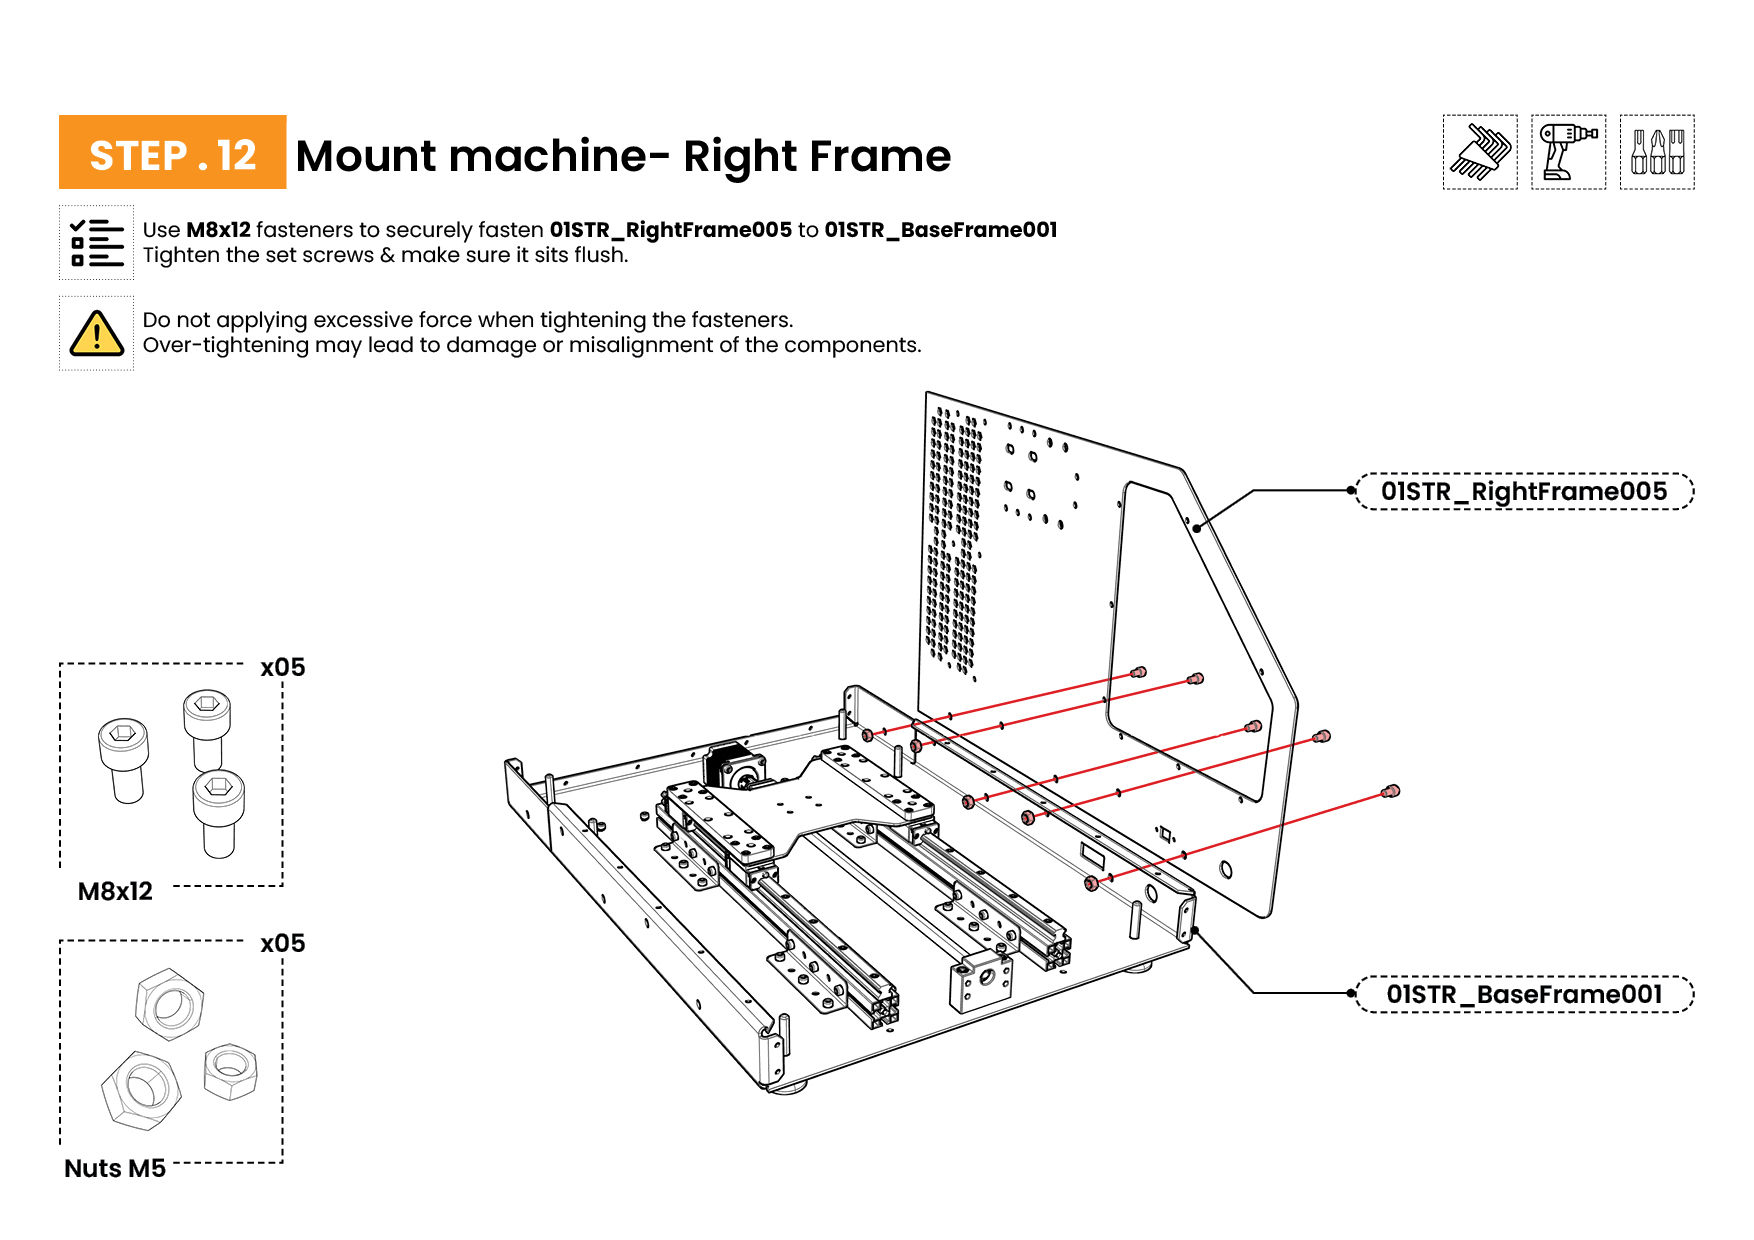 STEP . 12 Mount machine- Right Frame
Use M8x12 fasteners to securely fasten 01STR_RightFrame005 to 01STR_BaseFrame001
Tighten the set screws & make sure it sits flush.
Do not applying excessive force when tightening the fasteners.
Over-tightening may lead to damage or misalignment of the components.
01STR_RightFrame005
x05
M8x12
x05
01STR_BaseFrame001
Nuts M5